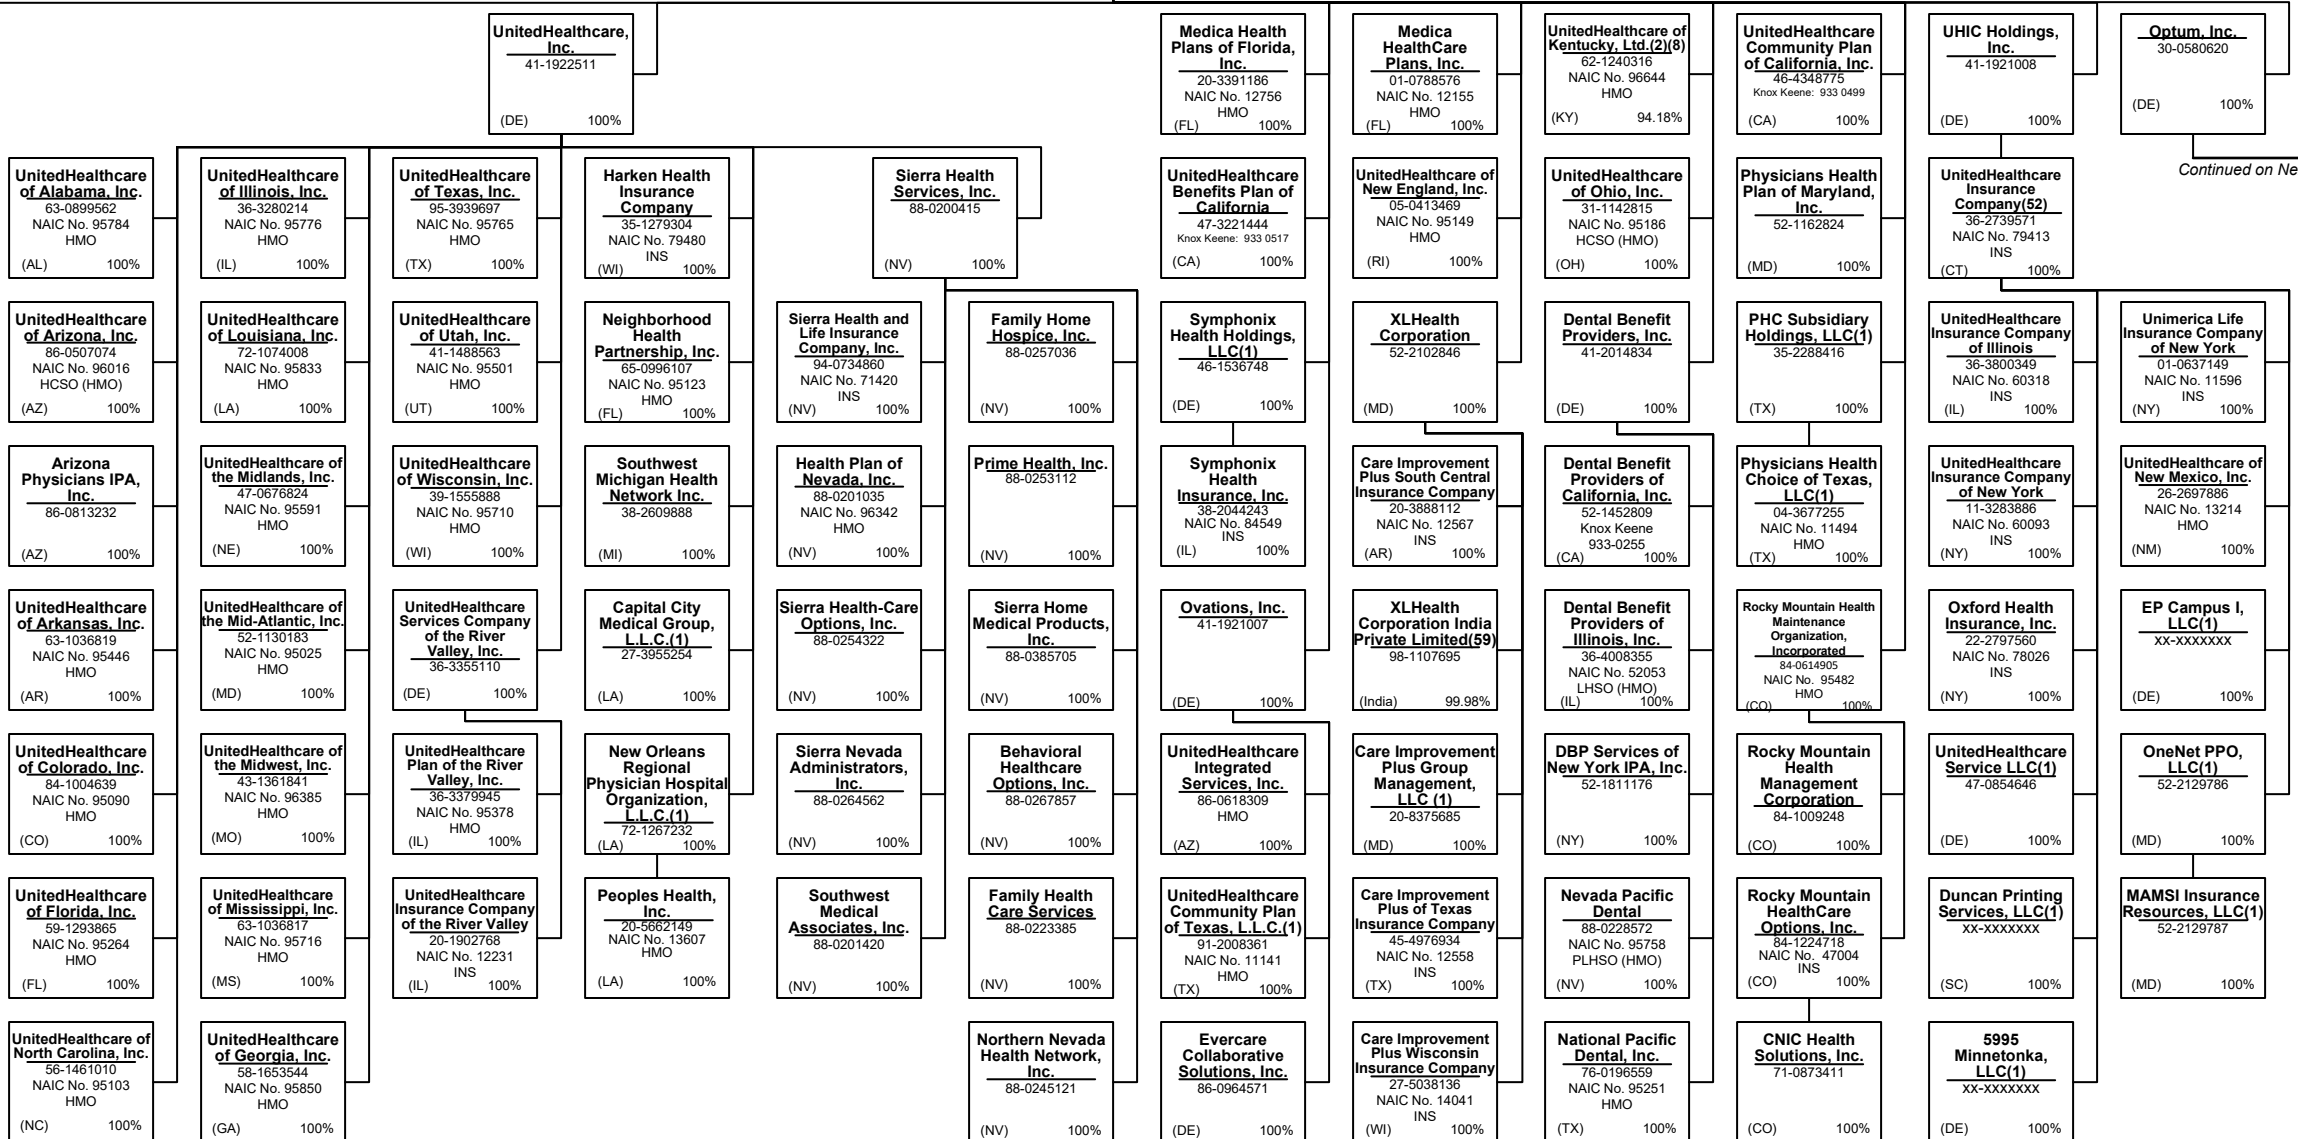 UnitedHealthcare,
Inc.
41-1922511
(DE) 100%
Medica Health
Plans of Florida,
Inc.
20-3391186
NAIC No. 12756
HMO
(FL) 100%
Medica
HealthCare
Plans, Inc.
01-0788576
NAIC No. 12155
HMO
(FL) 100%
UnitedHealthcare of
Kentucky, Ltd.(2)(8)
62-1240316
NAIC No. 96644
HMO
(KY) 94.18%
UnitedHealthcare
Community Plan
of California, Inc.
46-4348775
Knox Keene: 933 0499
(CA) 100%
UHIC Holdings,
Inc.
41-1921008
(DE) 100%
Optum, Inc.
30-0580620
(DE) 100%
Continued on Ne
UnitedHealthcare
of Alabama, Inc.
63-0899562
NAIC No. 95784
HMO
(AL) 100%
UnitedHealthcare
of Illinois, Inc.
36-3280214
NAIC No. 95776
HMO
(IL) 100%
UnitedHealthcare
of Texas, Inc.
95-3939697
NAIC No. 95765
HMO
(TX) 100%
Harken Health
Insurance
Company
35-1279304
NAIC No. 79480
INS
(WI) 100%
Sierra Health
Services, Inc.
88-0200415
(NV) 100%
UnitedHealthcare
Benefits Plan of
California
47-3221444
Knox Keene: 933 0517
(CA) 100%
UnitedHealthcare of
New England, Inc.
05-0413469
NAIC No. 95149
HMO
(RI) 100%
UnitedHealthcare
of Ohio, Inc.
31-1142815
NAIC No. 95186
HCSO (HMO)
(OH) 100%
Physicians Health
Plan of Maryland,
Inc.
52-1162824
(MD) 100%
UnitedHealthcare
Insurance
Company(52)
36-2739571
NAIC No. 79413
INS
(CT) 100%
UnitedHealthcare
of Arizona, Inc.
86-0507074
NAIC No. 96016
HCSO (HMO)
(AZ) 100%
UnitedHealthcare
of Louisiana, Inc.
72-1074008
NAIC No. 95833
HMO
(LA) 100%
UnitedHealthcare
of Utah, Inc.
41-1488563
NAIC No. 95501
HMO
(UT) 100%
Neighborhood
Health
Partnership, Inc.
65-0996107
NAIC No. 95123
HMO
(FL) 100%
Sierra Health and
Life Insurance
Company, Inc.
94-0734860
NAIC No. 71420
INS
(NV) 100%
Family Home
Hospice, Inc.
88-0257036
(NV) 100%
Symphonix
Health Holdings,
LLC(1)
46-1536748
(DE) 100%
XLHealth
Corporation
52-2102846
(MD) 100%
Dental Benefit
Providers, Inc.
41-2014834
(DE) 100%
PHC Subsidiary
Holdings, LLC(1)
35-2288416
(TX) 100%
UnitedHealthcare
Insurance Company
of Illinois
36-3800349
NAIC No. 60318
INS
(IL) 100%
Unimerica Life
Insurance Company
of New York
01-0637149
NAIC No. 11596
INS
(NY) 100%
Arizona
Physicians IPA,
Inc.
86-0813232
(AZ) 100%
UnitedHealthcare of
the Midlands, Inc.
47-0676824
NAIC No. 95591
HMO
(NE) 100%
UnitedHealthcare
of Wisconsin, Inc.
39-1555888
NAIC No. 95710
HMO
(WI) 100%
Southwest
Michigan Health
Network Inc.
38-2609888
(MI) 100%
Health Plan of
Nevada, Inc.
88-0201035
NAIC No. 96342
HMO
(NV) 100%
Prime Health, Inc.
88-0253112
(NV) 100%
Symphonix
Health
Insurance, Inc.
38-2044243
NAIC No. 84549
INS
(IL) 100%
Care Improvement
Plus South Central
Insurance Company
20-3888112
NAIC No. 12567
INS
(AR) 100%
Dental Benefit
Providers of
California, Inc.
52-1452809
Knox Keene
933-0255
(CA) 100%
Physicians Health
Choice of Texas,
LLC(1)
04-3677255
NAIC No. 11494
HMO
(TX) 100%
UnitedHealthcare
Insurance Company
of New York
11-3283886
NAIC No. 60093
INS
(NY) 100%
UnitedHealthcare of
New Mexico, Inc.
26-2697886
NAIC No. 13214
HMO
(NM) 100%
UnitedHealthcare
of Arkansas, Inc.
63-1036819
NAIC No. 95446
HMO
(AR) 100%
UnitedHealthcare of
the Mid-Atlantic, Inc.
52-1130183
NAIC No. 95025
HMO
(MD) 100%
UnitedHealthcare
Services Company
of the River
Valley, Inc.
36-3355110
(DE) 100%
Capital City
Medical Group,
L.L.C.(1)
27-3955254
(LA) 100%
Sierra Health-Care
Options, Inc.
88-0254322
(NV) 100%
Sierra Home
Medical Products,
Inc.
88-0385705
(NV) 100%
Ovations, Inc.
41-1921007
(DE) 100%
XLHealth
Corporation India
Private Limited(59)
98-1107695
(India) 99.98%
Dental Benefit
Providers of
Illinois, Inc.
36-4008355
NAIC No. 52053
LHSO (HMO)
(IL) 100%
Rocky Mountain Health
Maintenance
Organization,
Incorporated
84-0614905
NAIC No. 95482
HMO
(CO) 100%
Oxford Health
Insurance, Inc.
22-2797560
NAIC No. 78026
INS
(NY) 100%
EP Campus I,
LLC(1)
xx-xxxxxxx
(DE) 100%
UnitedHealthcare
of Colorado, Inc.
84-1004639
NAIC No. 95090
HMO
(CO) 100%
UnitedHealthcare of
the Midwest, Inc.
43-1361841
NAIC No. 96385
HMO
(MO) 100%
UnitedHealthcare
Plan of the River
Valley, Inc.
36-3379945
NAIC No. 95378
HMO
(IL) 100%
New Orleans
Regional
Physician Hospital
Organization,
L.L.C.(1)
72-1267232
(LA) 100%
Sierra Nevada
Administrators,
Inc.
88-0264562
(NV) 100%
Behavioral
Healthcare
Options, Inc.
88-0267857
(NV) 100%
UnitedHealthcare
Integrated
Services, Inc.
86-0618309
HMO
(AZ) 100%
Care Improvement
Plus Group
Management,
LLC (1)
20-8375685
(MD) 100%
DBP Services of
New York IPA, Inc.
52-1811176
(NY) 100%
Rocky Mountain
Health
Management
Corporation
84-1009248
(CO) 100%
UnitedHealthcare
Service LLC(1)
47-0854646
(DE) 100%
OneNet PPO,
LLC(1)
52-2129786
(MD) 100%
UnitedHealthcare
of Florida, Inc.
59-1293865
NAIC No. 95264
HMO
(FL) 100%
UnitedHealthcare
of Mississippi, Inc.
63-1036817
NAIC No. 95716
HMO
(MS) 100%
UnitedHealthcare
Insurance Company
of the River Valley
20-1902768
NAIC No. 12231
INS
(IL) 100%
Peoples Health,
Inc.
20-5662149
NAIC No. 13607
HMO
(LA) 100%
Southwest
Medical
Associates, Inc.
88-0201420
(NV) 100%
Family Health
Care Services
88-0223385
(NV) 100%
UnitedHealthcare
Community Plan
of Texas, L.L.C.(1)
91-2008361
NAIC No. 11141
HMO
(TX) 100%
Care Improvement
Plus of Texas
Insurance Company
45-4976934
NAIC No. 12558
INS
(TX) 100%
Nevada Pacific
Dental
88-0228572
NAIC No. 95758
PLHSO (HMO)
(NV) 100%
Rocky Mountain
HealthCare
Options, Inc.
84-1224718
NAIC No. 47004
INS
(CO) 100%
Duncan Printing
Services, LLC(1)
xx-xxxxxxx
(SC) 100%
MAMSI Insurance
Resources, LLC(1)
52-2129787
(MD) 100%
UnitedHealthcare of
North Carolina, Inc.
56-1461010
NAIC No. 95103
HMO
(NC) 100%
UnitedHealthcare
of Georgia, Inc.
58-1653544
NAIC No. 95850
HMO
(GA) 100%
Northern Nevada
Health Network,
Inc.
88-0245121
(NV) 100%
Evercare
Collaborative
Solutions, Inc.
86-0964571
(DE) 100%
Care Improvement
Plus Wisconsin
Insurance Company
27-5038136
NAIC No. 14041
INS
(WI) 100%
National Pacific
Dental, Inc.
76-0196559
NAIC No. 95251
HMO
(TX) 100%
CNIC Health
Solutions, Inc.
71-0873411
(CO) 100%
5995
Minnetonka,
LLC(1)
xx-xxxxxxx
(DE) 100%